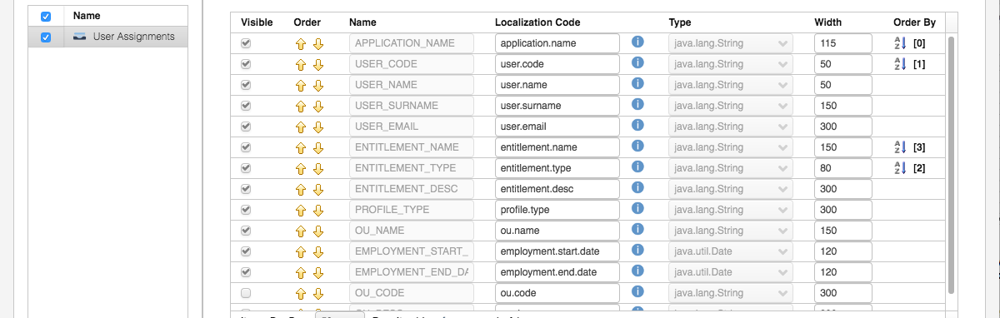 Name
User Assignments
Visible Order Name Localization Code Type Width Order By
APPLICATION_NAME application.name java.lang.String 115 [0]
USER_CODE user.code java.lang.String 50 [1]
USER_NAME user.name java.lang.String 50
USER_SURNAME user.surname java.lang.String 150
USER_EMAIL user.email java.lang.String 300
ENTITLEMENT_NAME entitlement.name java.lang.String 150 [3]
ENTITLEMENT_TYPE entitlement.type java.lang.String 80 [2]
ENTITLEMENT_DESC entitlement.desc java.lang.String 300
PROFILE_TYPE profile.type java.lang.String 300
OU_NAME ou.name java.lang.String 150
EMPLOYMENT_START_ employment.start.date java.util.Date 120
EMPLOYMENT_END_DA employment.end.date java.util.Date 120
OU_CODE ou.code java.lang.String 300